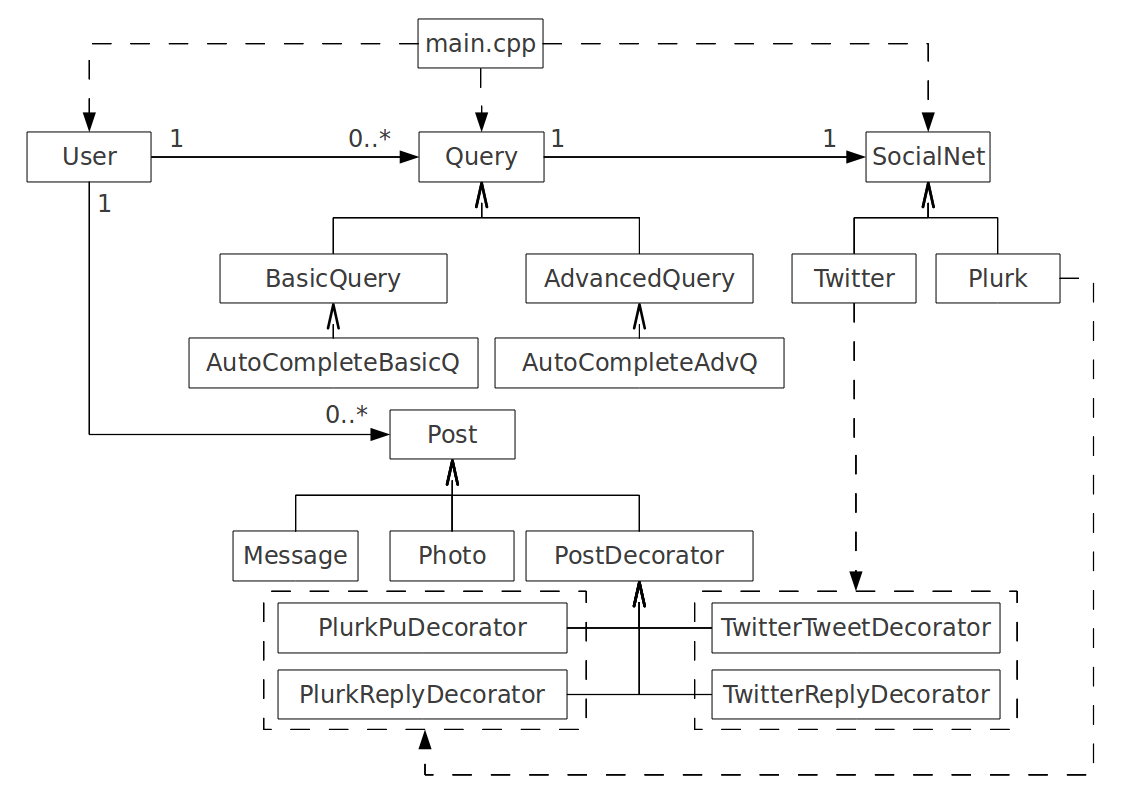 main.cpp
1
0..*
1
1
User
Query
SocialNet
1
BasicQuery
AdvancedQuery
Twitter
Plurk
AutoCompleteBasicQ
AutoCompleteAdvQ
0..*
Post
Message
Photo
PostDecorator
PlurkPuDecorator
TwitterTweetDecorator
PlurkReplyDecorator
TwitterReplyDecorator